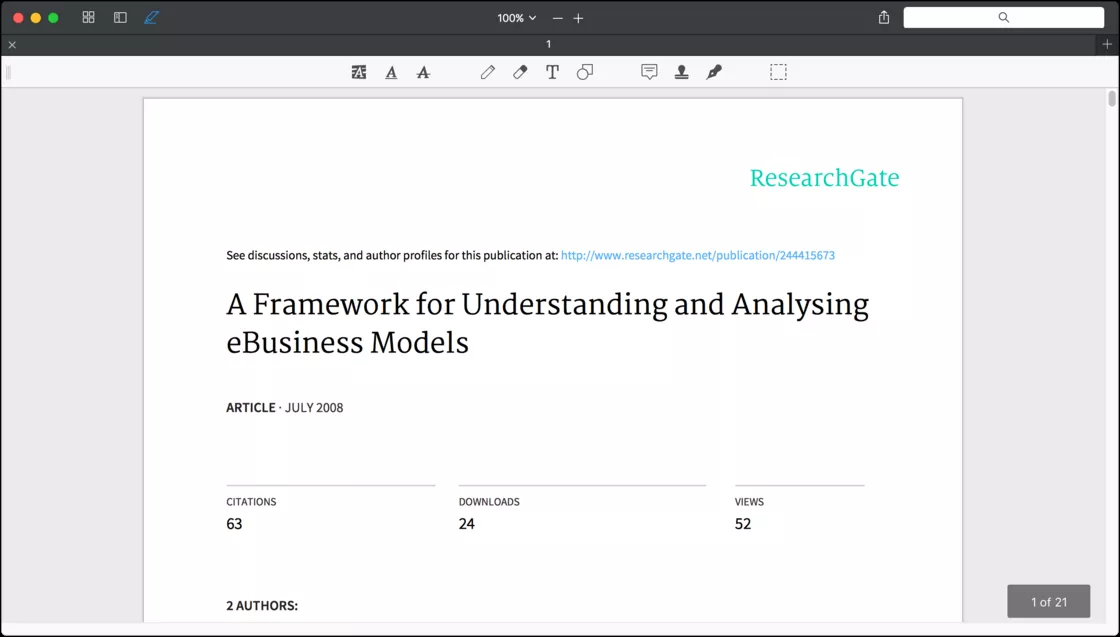 100%
1
ResearchGate
See discussions, stats, and author profiles for this publication at: http://www.researchgate.net/publication/244415673
A Framework for Understanding and Analysing
eBusiness Models
ARTICLE · JULY 2008
CITATIONS DOWNLOADS VIEWS
63 24 52
2 AUTHORS:
1 of 21